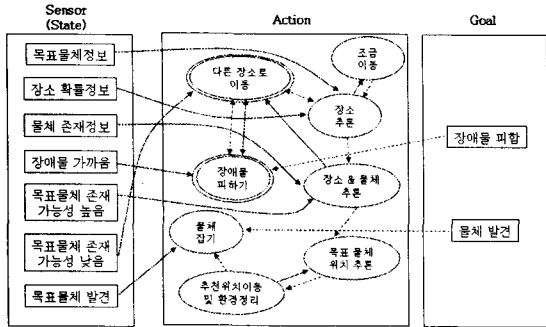 Sensor
(State)
Action
Goal
목표물체정보
장소 확률정보
물체 존재정보
장애물 가까움
목표물체 존재
가능성 높음
목표물체 존재
가능성 낮음
목표물체 발견
다른 장소로
이동
조금
이동
장소
추론
장애물
피하기
장소 & 물체
추론
물체
잡기
목표 물체
위치 추론
추천위치이동
및 환경정리
장애물 피함
물체 발견